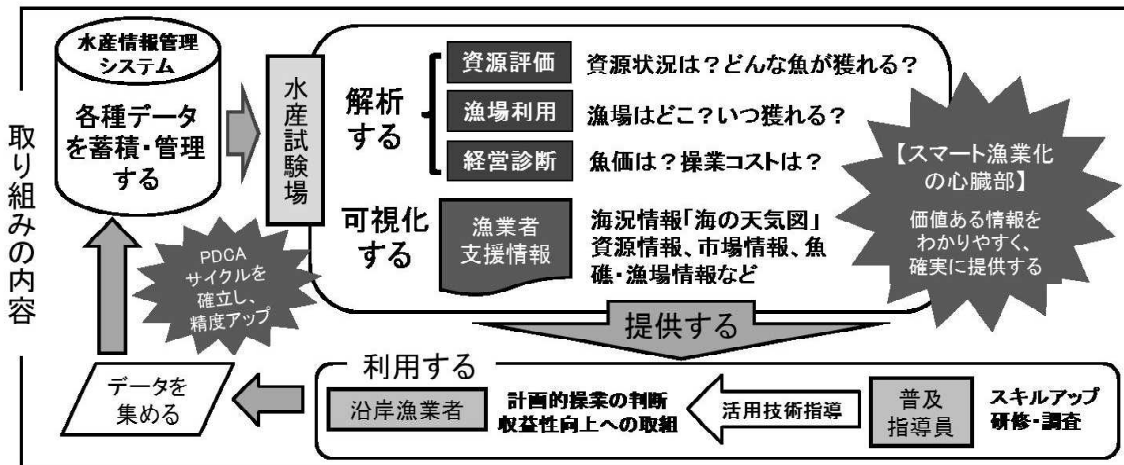 取り組みの内容
水産情報管理
システム
各種データ
を蓄積・管理
する
水産試験場
解析
する
資源評価
資源状況は？どんな魚が獲れる？
漁場利用
漁場はどこ？いつ獲れる？
経営診断
魚価は？操業コストは？
可視化
する
漁業者
支援情報
海況情報「海の天気図」
資源情報、市場情報、魚
礁・漁場情報など
【スマート漁業化
の心臓部】
価値ある情報を
わかりやすく、
確実に提供する
PDCA
サイクルを
確立し、
精度アップ
提供する
利用する
データを
集める
沿岸漁業者
計画的操業の判断
収益性向上への取組
活用技術指導
普及
指導員
スキルアップ
研修・調査